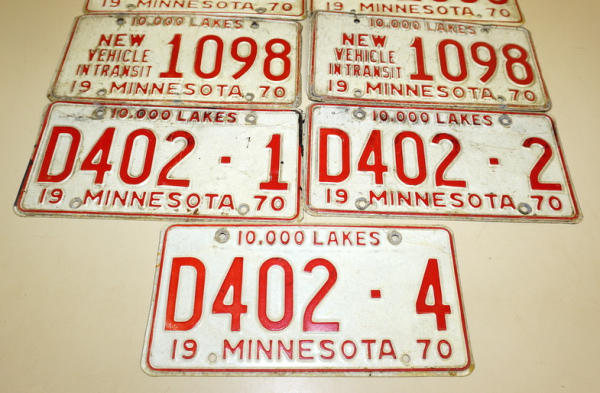 19 MINNESOTA 70
19 MINNESOTA 70
10,000 LAKES
NEW
VEHICLE
IN TRANSIT
1098
19 MINNESOTA 70
10,000 LAKES
NEW
VEHICLE
IN TRANSIT
1098
19 MINNESOTA 70
10,000 LAKES
D402 · 1
19 MINNESOTA 70
10,000 LAKES
D402 · 2
19 MINNESOTA 70
10.000 LAKES
D402 · 4
19 MINNESOTA 70